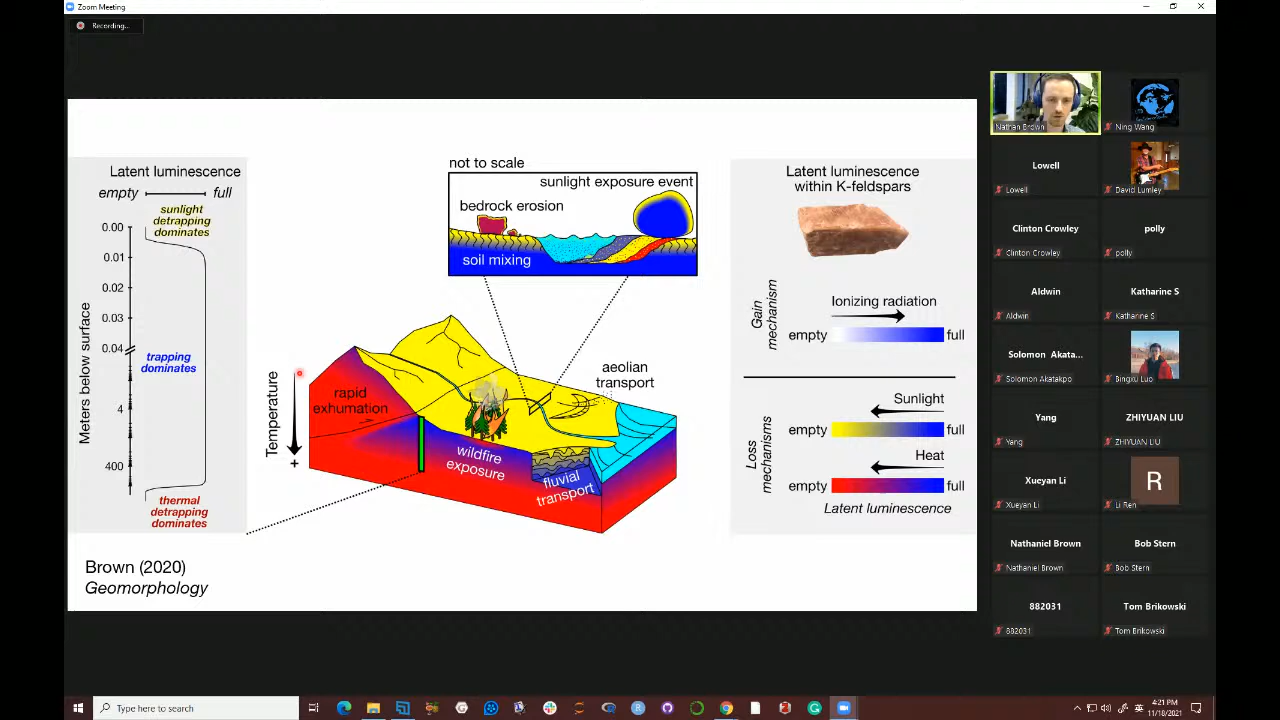 Zoom Meeting
Recording...
Latent luminescence
empty
full
sunlight
detrapping
dominates
0.00
0.01
0.02
0.03
0.04
4
400
Meters below surface
trapping
dominates
thermal
detrapping
dominates
Brown (2020)
Geomorphology
not to scale
sunlight exposure event
bedrock erosion
soil mixing
Temperature
+
rapid
exhumation
wildfire
exposure
fluvial
transport
aeolian
transport
Latent luminescence
within K-feldspars
Gain
mechanism
Ionizing radiation
empty
full
Loss
mechanisms
Sunlight
empty
full
Heat
empty
full
Latent luminescence
Nathan Brown
Ning Wang
Lowell
Lowell
David Lumley
Clinton Crowley
Clinton Crowley
polly
polly
Aldwin
Aldwin
Katharine S
Katharine S
Solomon Akata...
Solomon Akatakpo
Bingxu Luo
Yang
Yang
ZHIYUAN LIU
ZHIYUAN LIU
Xueyan Li
Xueyan Li
R
Li Ren
Nathaniel Brown
Nathaniel Brown
Bob Stern
Bob Stern
882031
882031
Tom Brikowski
Tom Brikowski
Type here to search
英
4:21 PM
11/18/2021